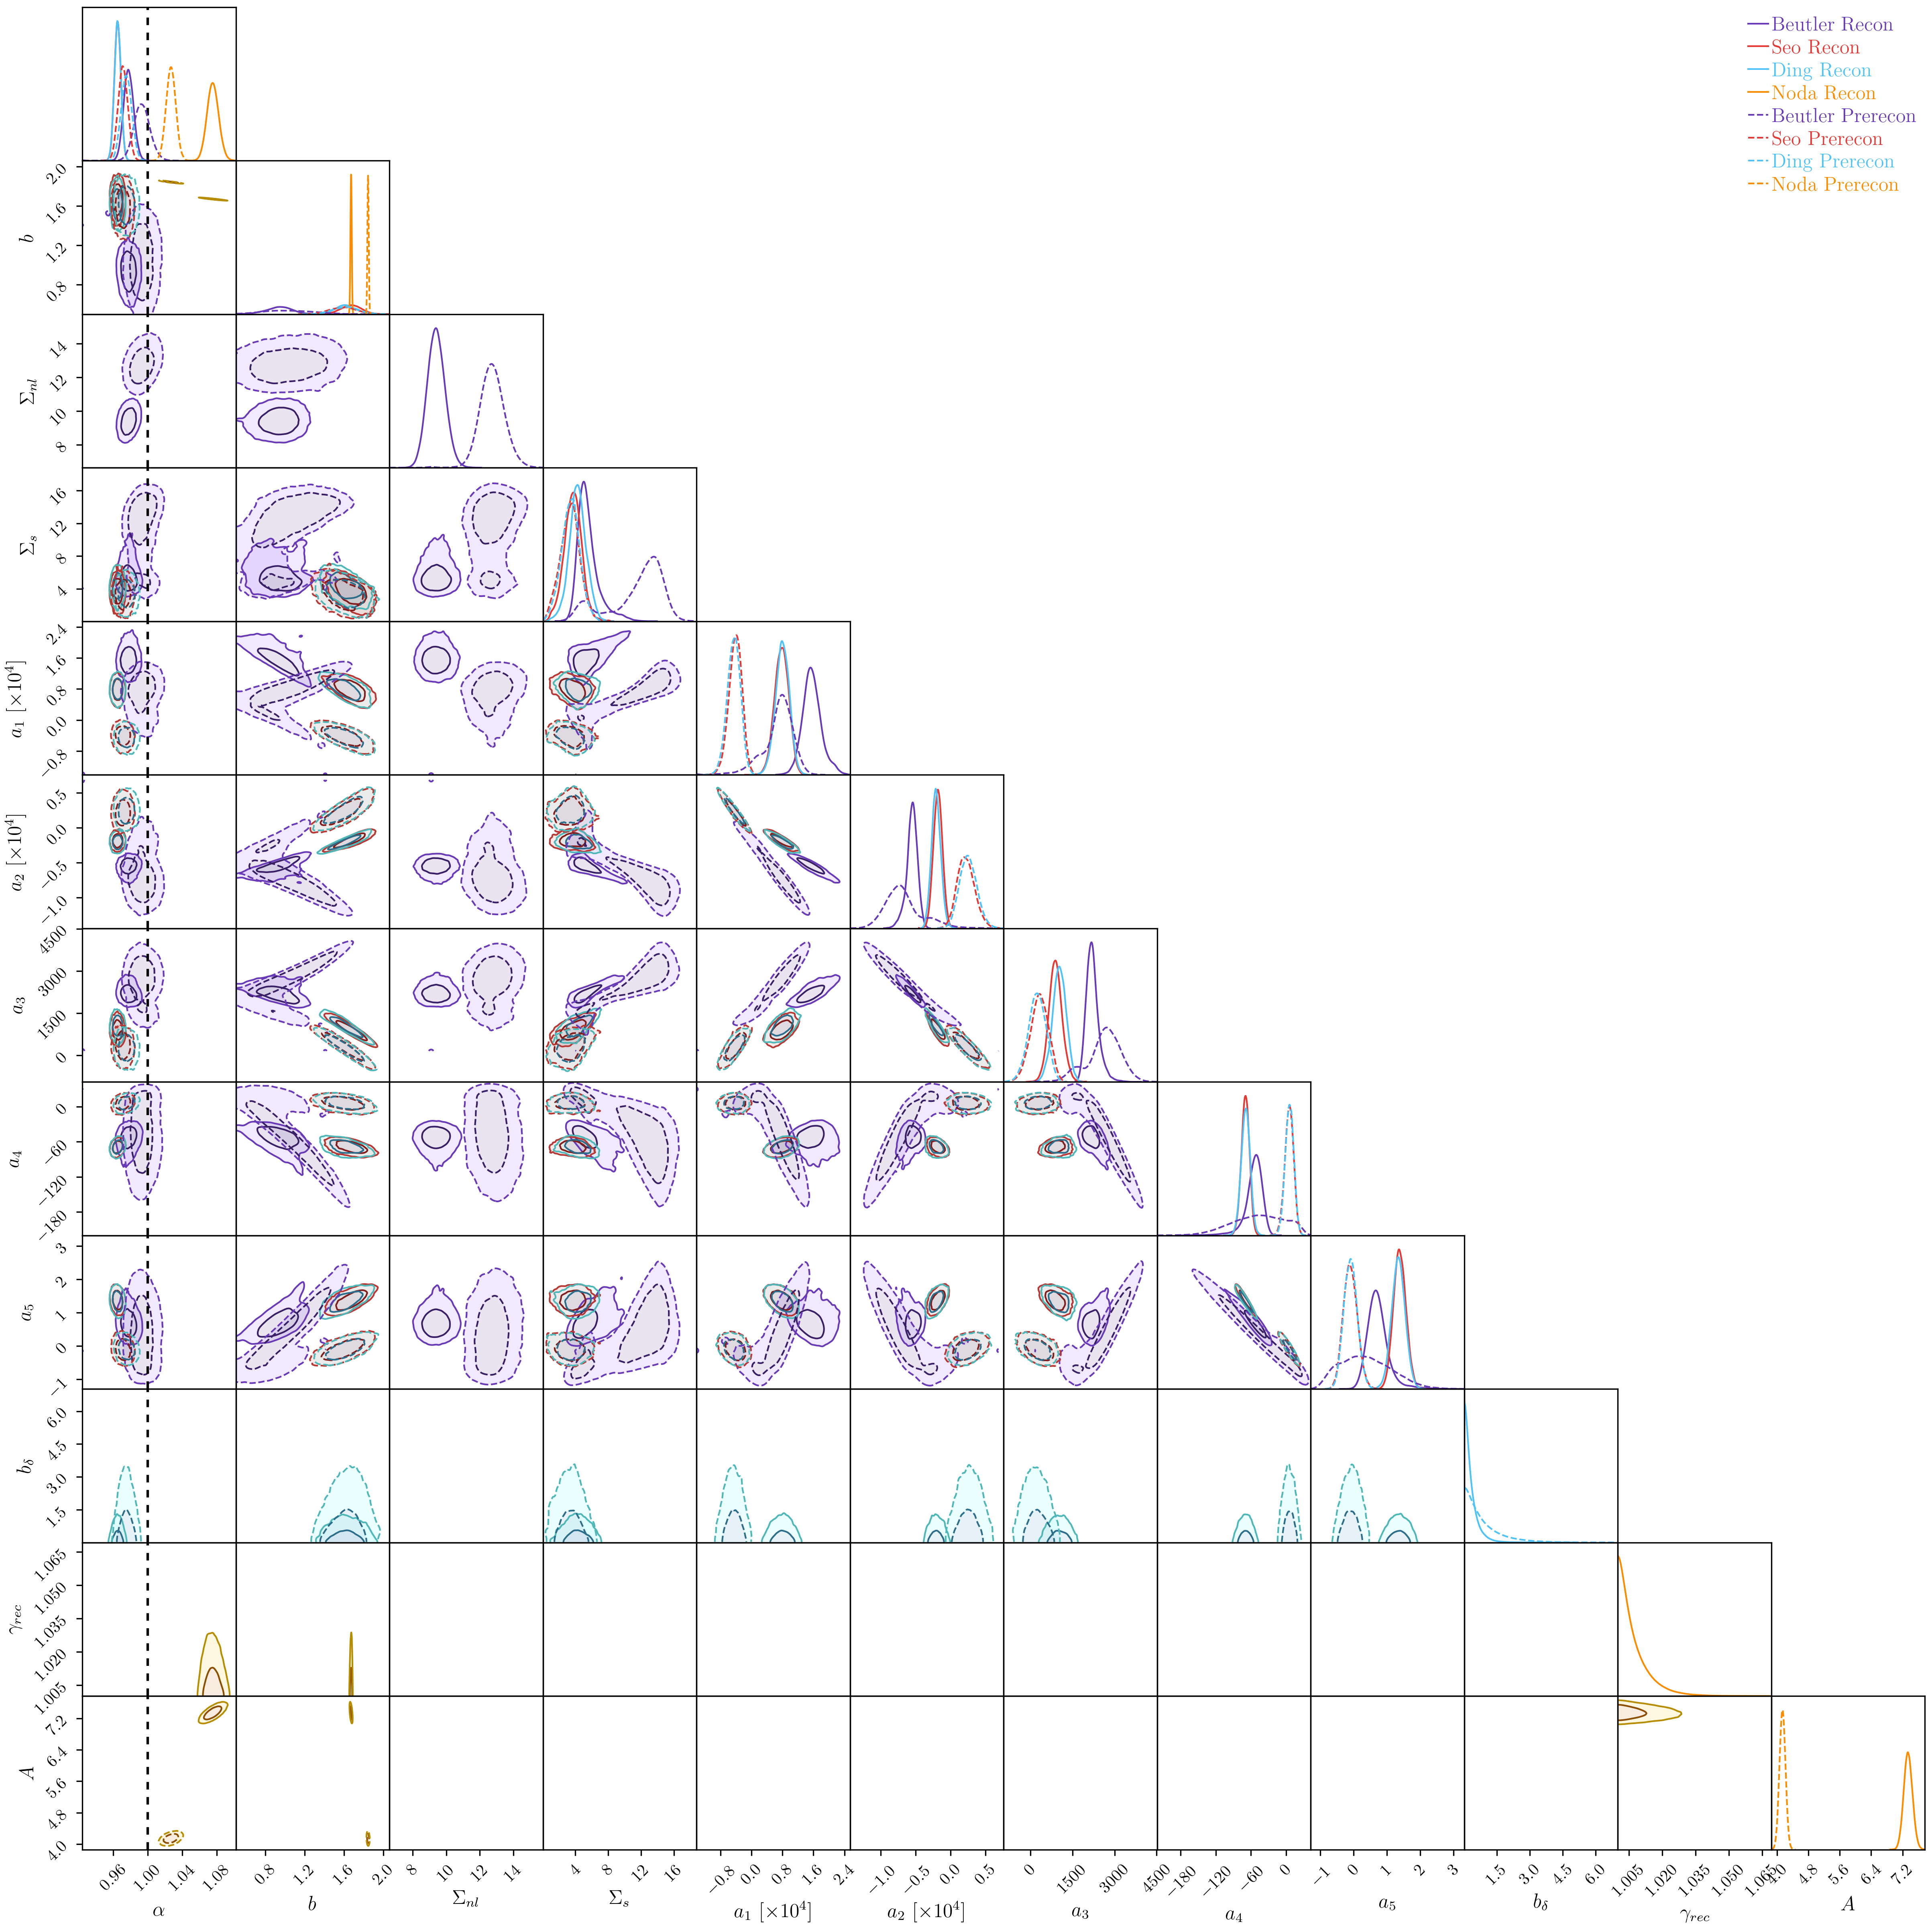 Beutler Recon
Seo Recon
Ding Recon
Noda Recon
Beutler Prerecon
Seo Prerecon
Ding Prerecon
Noda Prerecon
2.0
1.6
1.2
0.8
b
14
12
10
8
Σnl
16
12
8
4
Σs
2.4
1.6
0.8
0.0
−0.8
a1 [×10^4]
0.5
0.0
−0.5
−1.0
a2 [×10^4]
4500
3000
1500
0
a3
0
−60
−120
−180
a4
3
2
1
0
−1
a5
6.0
4.5
3.0
1.5
bδ
1.065
1.050
1.035
1.020
1.005
γrec
7.2
6.4
5.6
4.8
4.0
A
0.96 1.00 1.04 1.08
0.8 1.2 1.6 2.0
8 10 12 14
4 8 12 16
−0.8 0.0 0.8 1.6 2.4
−1.0 −0.5 0.0 0.5
0 1500 3000 4500
−180 −120 −60 0
−1 0 1 2 3
1.5 3.0 4.5 6.0
1.005 1.020 1.035 1.050 1.065
4.0 4.8 5.6 6.4 7.2
α b Σnl Σs a1 [×10^4] a2 [×10^4] a3 a4 a5 bδ γrec A